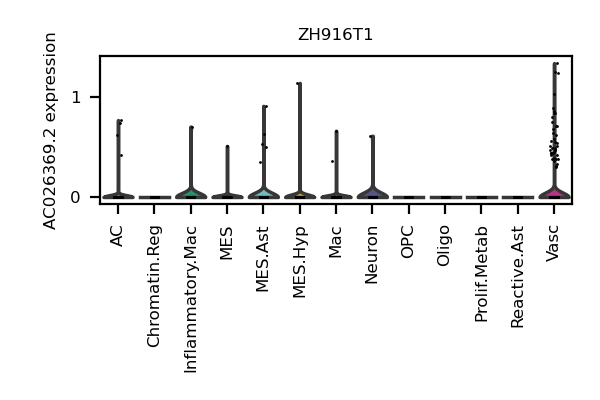 ZH916T1
AC026369.2 expression
1
0
AC
Chromatin.Reg
Inflammatory.Mac
MES
MES.Ast
MES.Hyp
Mac
Neuron
OPC
Oligo
Prolif.Metab
Reactive.Ast
Vasc